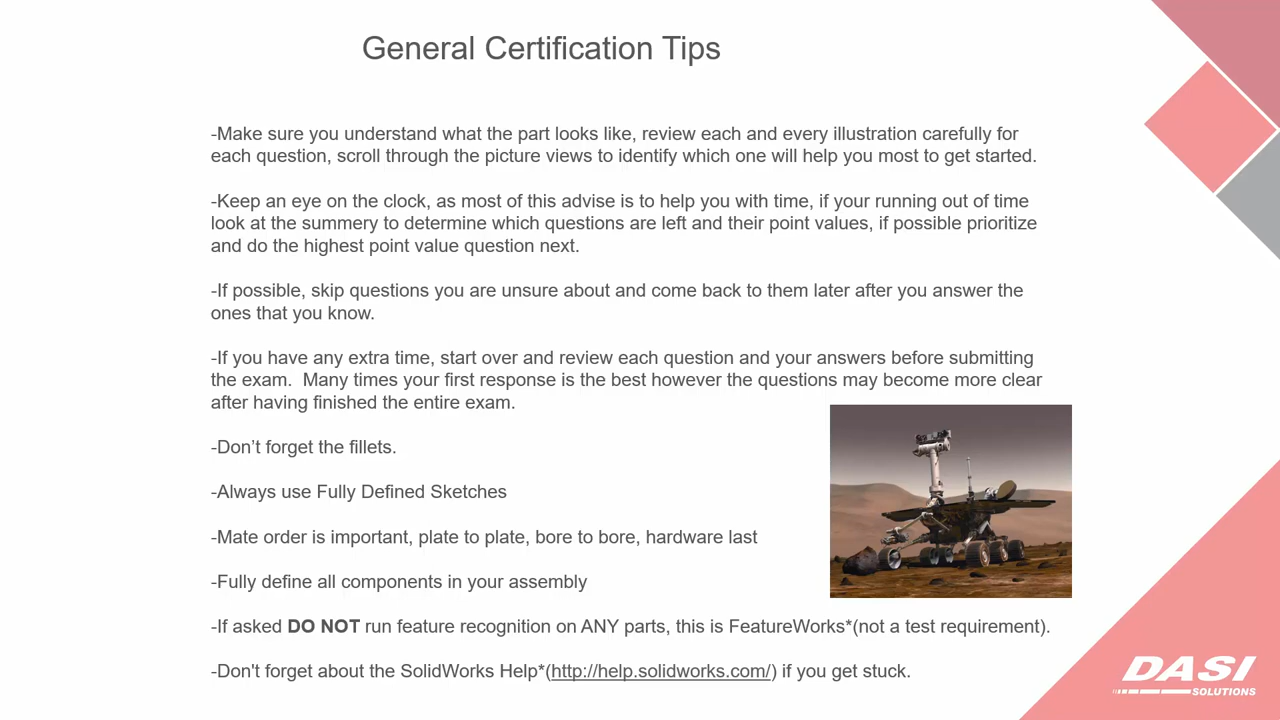 General Certification Tips
-Make sure you understand what the part looks like, review each and every illustration carefully for
each question, scroll through the picture views to identify which one will help you most to get started.
-Keep an eye on the clock, as most of this advise is to help you with time, if your running out of time
look at the summery to determine which questions are left and their point values, if possible prioritize
and do the highest point value question next.
-If possible, skip questions you are unsure about and come back to them later after you answer the
ones that you know.
-If you have any extra time, start over and review each question and your answers before submitting
the exam.  Many times your first response is the best however the questions may become more clear
after having finished the entire exam.
-Don’t forget the fillets.
-Always use Fully Defined Sketches
-Mate order is important, plate to plate, bore to bore, hardware last
-Fully define all components in your assembly
-If asked DO NOT run feature recognition on ANY parts, this is FeatureWorks*(not a test requirement).
-Don't forget about the SolidWorks Help*(http://help.solidworks.com/) if you get stuck.
DASI
SOLUTIONS